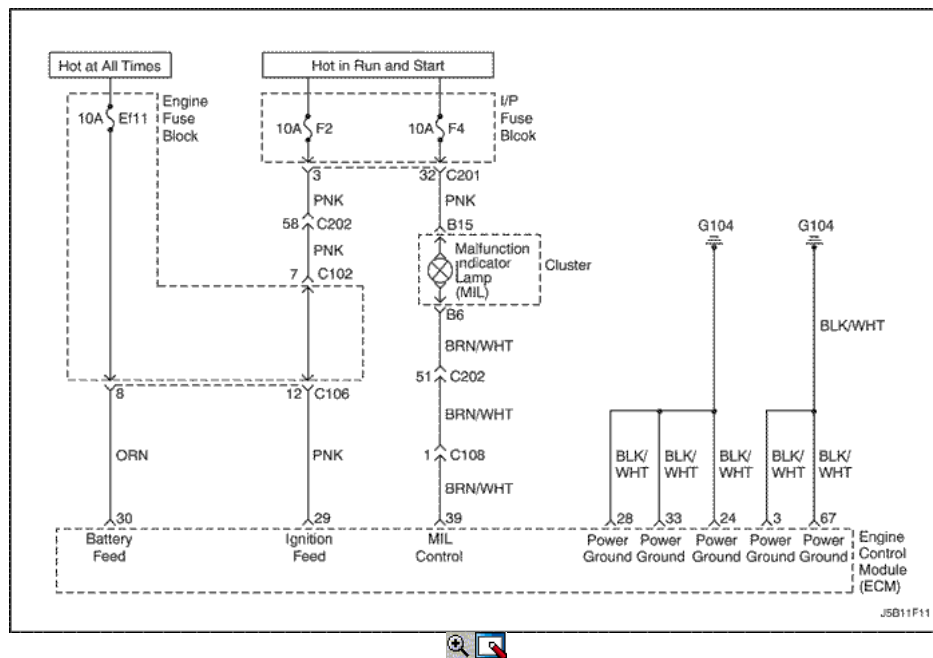 Hot at All Times
Hot in Run and Start
10A Ef11
Engine
Fuse
Block
10A F2
10A F4
I/P
Fuse
Blcok
3
32 C201
PNK
PNK
58 C202
B15
PNK
Malfunction
Indicator
Lamp
(MIL)
Cluster
7 C102
B6
G104
G104
BLK/WHT
BRN/WHT
51 C202
8
12 C106
BRN/WHT
ORN
PNK
1 C108
BRN/WHT
BLK/
WHT
BLK/
WHT
BLK/
WHT
BLK/
WHT
BLK/
WHT
30
29
39
28
33
24
3
67
Battery
Feed
Ignition
Feed
MIL
Control
Power
Ground
Power
Ground
Power
Ground
Power
Ground
Power
Ground
Engine
Control
Module
(ECM)
J5B11F11